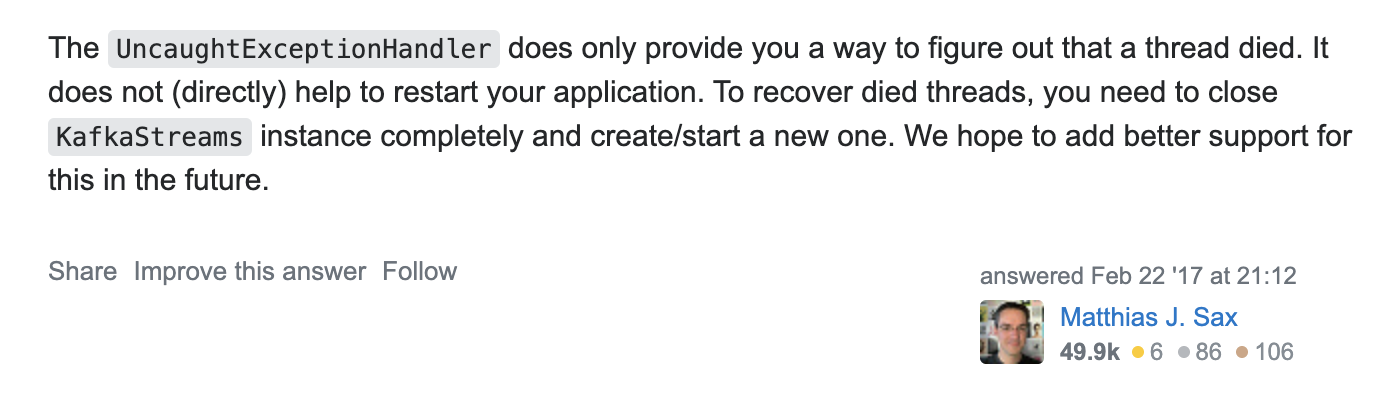 The UncaughtExceptionHandler does only provide you a way to figure out that a thread died. It
does not (directly) help to restart your application. To recover died threads, you need to close
KafkaStreams instance completely and create/start a new one. We hope to add better support for
this in the future.
Share Improve this answer Follow
answered Feb 22 '17 at 21:12
Matthias J. Sax
49.9k 6 86 106